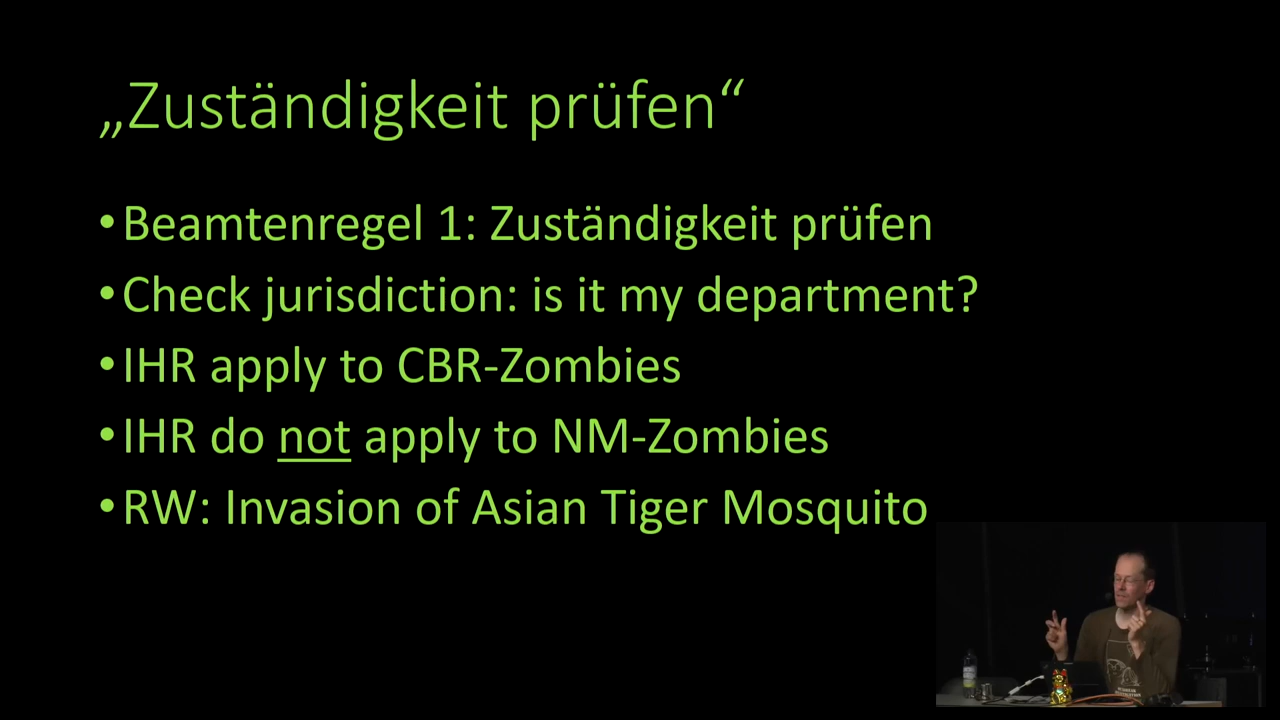 „Zuständigkeit prüfen“
•Beamtenregel 1: Zuständigkeit prüfen
•Check jurisdiction: is it my department?
•IHR apply to CBR-Zombies
•IHR do not apply to NM-Zombies
•RW: Invasion of Asian Tiger Mosquito